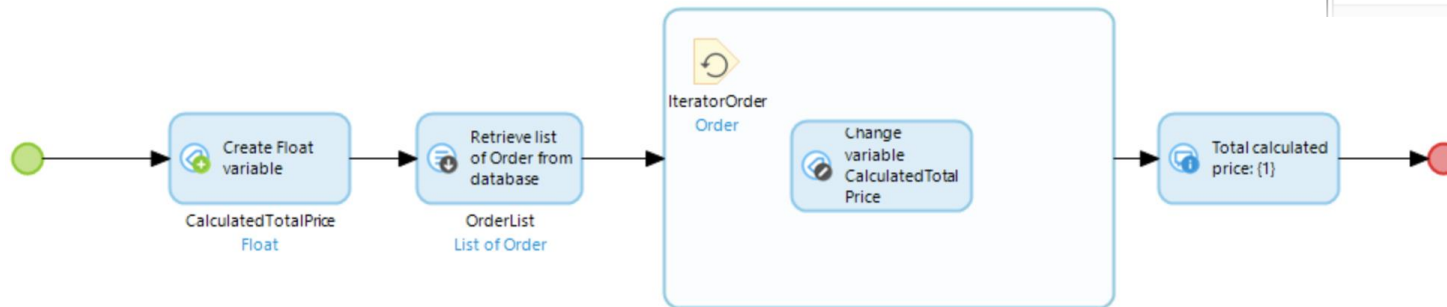 Create Float
variable
CalculatedTotalPrice
Float
Retrieve list
of Order from
database
OrderList
List of Order
IteratorOrder
Order
Change
variable
CalculatedTotal
Price
Total calculated
price: {1}